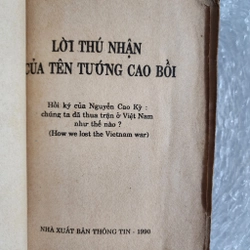 LỜI THÚ NHẬN
CỦA TÊN TƯỚNG CAO BỒI
Hồi ký của Nguyễn Cao Kỳ :
chúng ta đã thua trận ở Việt Nam
như thế nào ?
(How we lost the Vietnam war)
NHÀ XUẤT BẢN THÔNG TIN - 1990